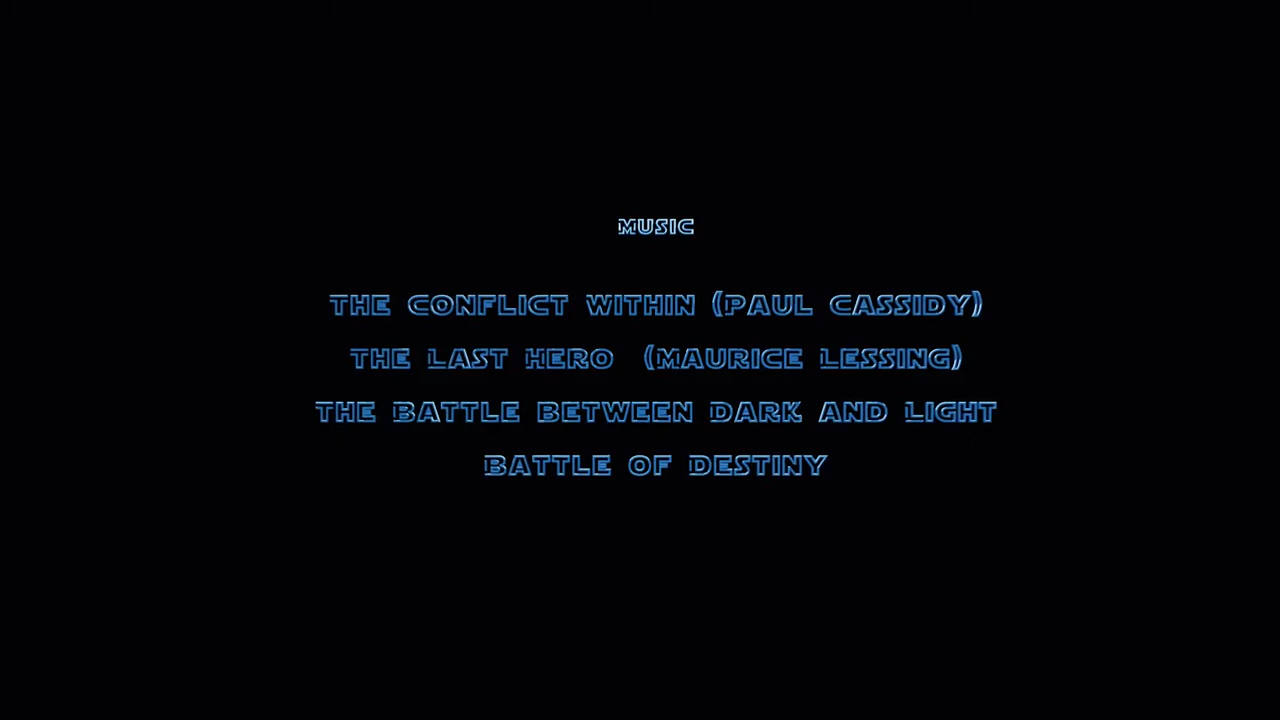 MUSIC
THE CONFLICT WITHIN (PAUL CASSIDY)
THE LAST HERO (MAURICE LESSING)
THE BATTLE BETWEEN DARK AND LIGHT
BATTLE OF DESTINY